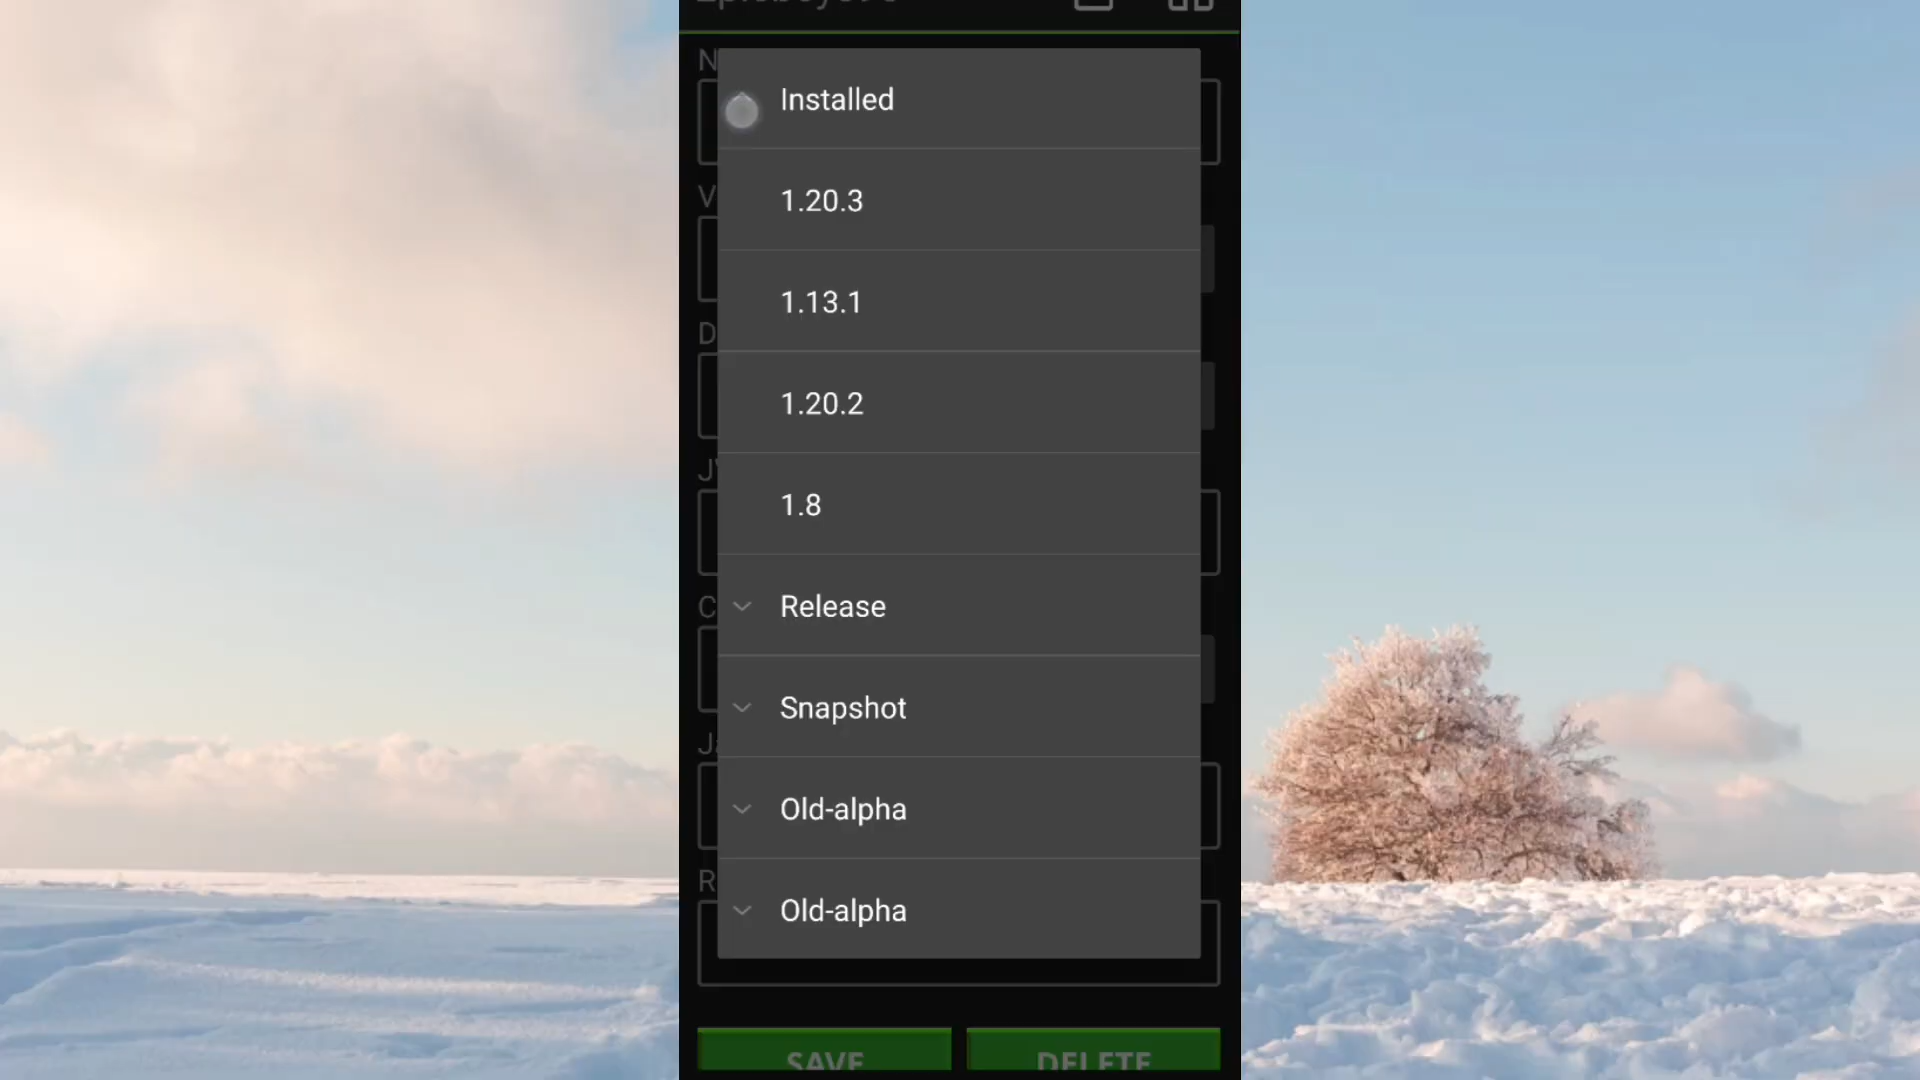 Installed
1.20.3
1.13.1
1.20.2
1.8
Release
Snapshot
Old-alpha
Old-alpha
SAVE
DELETE